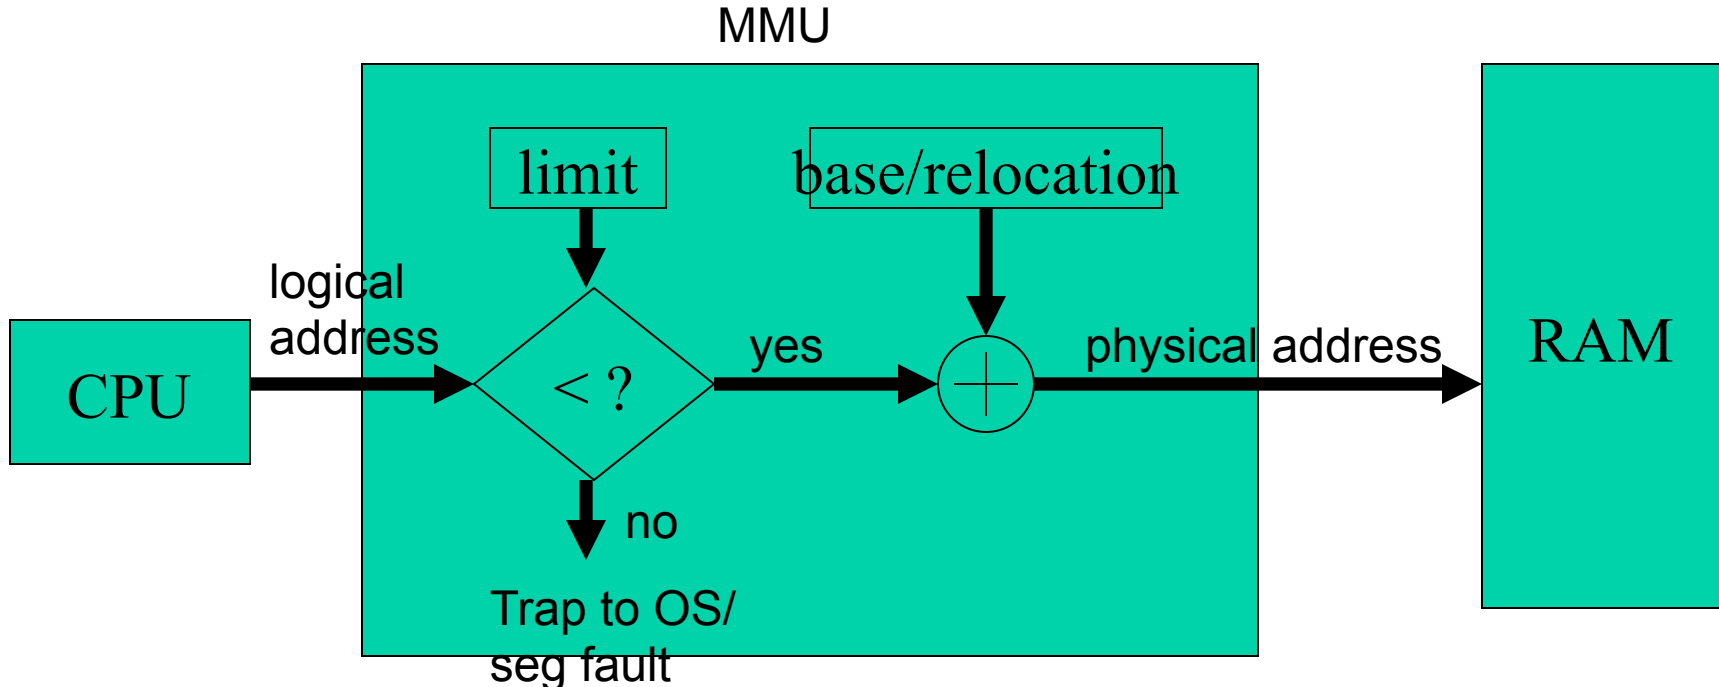 MMU
limit
base/relocation
logical
address
CPU
< ?
yes
physical address
RAM
no
Trap to OS/
seg fault